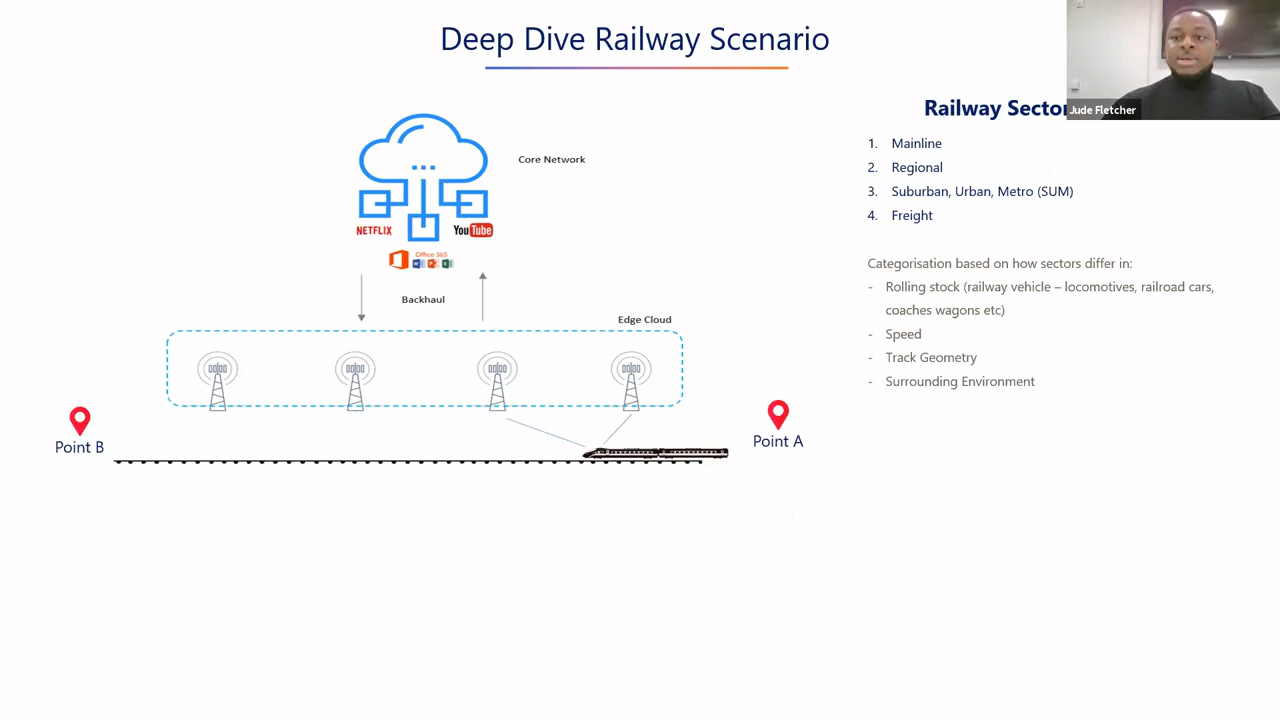 Deep Dive Railway Scenario
Jude Fletcher
Core Network
NETFLIX
YouTube
Office 365
Backhaul
Edge Cloud
Point B
Point A
Railway
1. Mainline
2. Regional
3. Suburban, Urban, Metro (SUM)
4. Freight
Categorisation based on how sectors differ in:
- Rolling stock (railway vehicle – locomotives, railroad cars,
coaches wagons etc)
- Speed
- Track Geometry
- Surrounding Environment